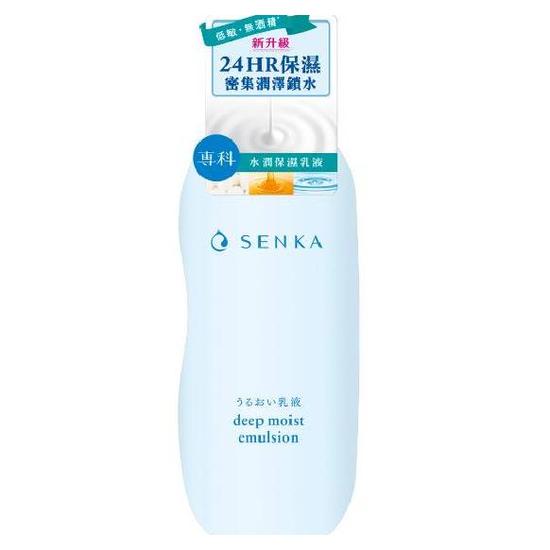 低敏・無酒精*
新升級
24HR保濕
密集潤澤鎖水
専科
水潤保濕乳液
SENKA
うるおい乳液
deep moist
emulsion